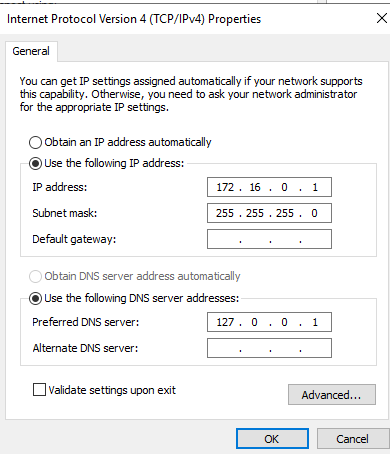 Internet Protocol Version 4 (TCP/IPv4) Properties
General
You can get IP settings assigned automatically if your network supports
this capability. Otherwise, you need to ask your network administrator
for the appropriate IP settings.
Obtain an IP address automatically
Use the following IP address:
IP address: 172 . 16 . 0 . 1
Subnet mask: 255 . 255 . 255 . 0
Default gateway: . . .
Obtain DNS server address automatically
Use the following DNS server addresses:
Preferred DNS server: 127 . 0 . 0 . 1
Alternate DNS server: . . .
Validate settings upon exit
Advanced...
OK Cancel